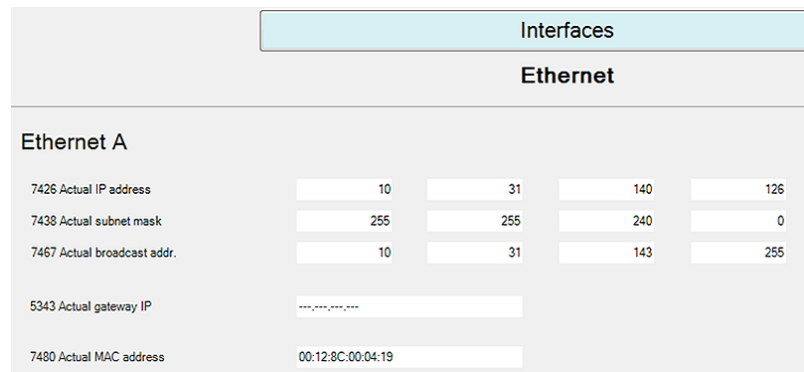 Interfaces
Ethernet
Ethernet A
7426 Actual IP address 10 31 140 126
7438 Actual subnet mask 255 255 240 0
7467 Actual broadcast addr. 10 31 143 255
5343 Actual gateway IP ---.---.---.---
7480 Actual MAC address 00:12:8C:00:04:19